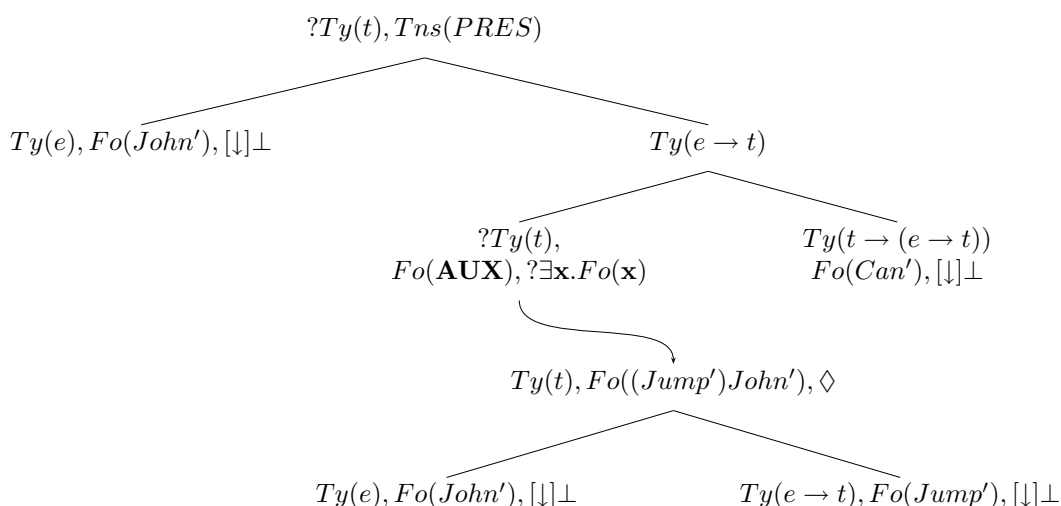 ?Ty(t), Tns(PRES)
Ty(e), Fo(John′), [↓]⊥
Ty(e → t)
?Ty(t),
Fo(AUX), ?∃x.Fo(x)
Ty(t → (e → t))
Fo(Can′), [↓]⊥
Ty(t), Fo((Jump′)John′), ♢
Ty(e), Fo(John′), [↓]⊥
Ty(e → t), Fo(Jump′), [↓]⊥